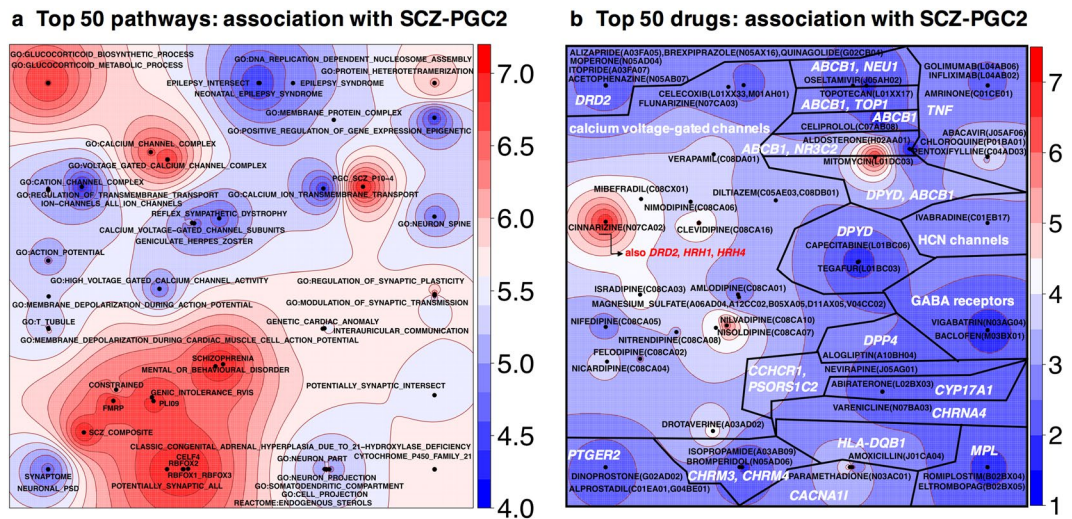 a Top 50 pathways: association with SCZ-PGC2
GO:GLUCOCORTICOID_BIOSYNTHETIC_PROCESS
GO:GLUCOCORTICOID_METABOLIC_PROCESS
GO:DNA_REPLICATION_DEPENDENT_NUCLEOSOME_ASSEMBLY
GO:PROTEIN_HETEROTETRAMERIZATION
EPILEPSY_INTERSECT
EPILEPSY_SYNDROME
NEONATAL_EPILEPSY_SYNDROME
GO:MEMBRANE_PROTEIN_COMPLEX
GO:POSITIVE_REGULATION_OF_GENE_EXPRESSION_EPIGENETIC
GO:CALCIUM_CHANNEL_COMPLEX
GO:VOLTAGE_GATED_CALCIUM_CHANNEL_COMPLEX
PGC_SCZ_P10-4
GO:CATION_CHANNEL_COMPLEX
GO:REGULATION_OF_TRANSMEMBRANE_TRANSPORT
GO:CALCIUM_ION_TRANSMEMBRANE_TRANSPORT
ION-CHANNELS_ALL_ION_CHANNELS
REFLEX_SYMPATHETIC_DYSTROPHY
GO:NEURON_SPINE
CALCIUM_VOLTAGE-GATED_CHANNEL_SUBUNITS
GENICULATE_HERPES_ZOSTER
GO:ACTION_POTENTIAL
GO:HIGH_VOLTAGE_GATED_CALCIUM_CHANNEL_ACTIVITY
GO:REGULATION_OF_SYNAPTIC_PLASTICITY
GO:MEMBRANE_DEPOLARIZATION_DURING_ACTION_POTENTIAL
GO:MODULATION_OF_SYNAPTIC_TRANSMISSION
GO:T_TUBULE
GENETIC_CARDIAC_ANOMALY
INTERAURICULAR_COMMUNICATION
GO:MEMBRANE_DEPOLARIZATION_DURING_CARDIAC_MUSCLE_CELL_ACTION_POTENTIAL
SCHIZOPHRENIA
MENTAL_OR_BEHAVIOURAL_DISORDER
CONSTRAINED
GENIC_INTOLERANCE_RVIS
POTENTIALLY_SYNAPTIC_INTERSECT
FMRP
PLI09
SCZ_COMPOSITE
CLASSIC_CONGENITAL_ADRENAL_HYPERPLASIA_DUE_TO_21-HYDROXYLASE_DEFICIENCY
CELF4
GO:NEURON_PART
CYTOCHROME_P450_FAMILY_21
RBFOX2
SYNAPTOME
RBFOX1_RBFOX3
GO:NEURON_PROJECTION
NEURONAL_PSD
POTENTIALLY_SYNAPTIC_ALL
GO:SOMATODENDRITIC_COMPARTMENT
GO:CELL_PROJECTION
REACTOME:ENDOGENOUS_STEROLS
7.0
6.5
6.0
5.5
5.0
4.5
4.0
b Top 50 drugs: association with SCZ-PGC2
ALIZAPRIDE(A03FA05),BREXPIPRAZOLE(N05AX16),QUINAGOLIDE(G02CB04)
MOPERONE(N05AD04)
ITOPRIDE(A03FA07)
ACETOPHENAZINE(N05AB07)
ABCB1, NEU1
GOLIMUMAB(L04AB06)
INFLIXIMAB(L04AB02)
OSELTAMIVIR(J05AH02)
CELECOXIB(L01XX33,M01AH01)
TOPOTECAN(L01XX17)
AMRINONE(C01CE01)
DRD2
FLUNARIZINE(N07CA03)
ABCB1, TOP1
TNF
ABCB1
calcium voltage-gated channels
CELIPROLOL(C07AB08)
ABACAVIR(J05AF06)
ALDOSTERONE(H02AA01)
CHLOROQUINE(P01BA01)
ABCB1, NR3C2
PENTOXIFYLLINE(C04AD03)
VERAPAMIL(C08DA01)
MITOMYCIN(L01DC03)
MIBEFRADIL(C08CX01)
DILTIAZEM(C05AE03,C08DB01)
DPYD, ABCB1
NIMODIPINE(C08CA06)
CINNARIZINE(N07CA02)
CLEVIDIPINE(C08CA16)
IVABRADINE(C01EB17)
DPYD
HCN channels
also DRD2, HRH1, HRH4
CAPECITABINE(L01BC06)
TEGAFUR(L01BC03)
ISRADIPINE(C08CA03)
AMLODIPINE(C08CA01)
MAGNESIUM_SULFATE(A06AD04,A12CC02,B05XA05,D11AX05,V04CC02)
GABA receptors
NIFEDIPINE(C08CA05)
NILVADIPINE(C08CA10)
NISOLDIPINE(C08CA07)
VIGABATRIN(N03AG04)
NITRENDIPINE(C08CA08)
BACLOFEN(M03BX01)
DPP4
FELODIPINE(C08CA02)
ALOGLIPTIN(A10BH04)
NICARDIPINE(C08CA04)
CCHCR1,
PSORS1C2
NEVIRAPINE(J05AG01)
ABIRATERONE(L02BX03)
CYP17A1
VARENICLINE(N07BA03)
CHRNA4
DROTAVERINE(A03AD02)
HLA-DQB1
PTGER2
ISOPROPAMIDE(A03AB09)
AMOXICILLIN(J01CA04)
MPL
BROMPERIDOL(N05AD06)
DINOPROSTONE(G02AD02)
CHRM3, CHRM4
PARAMETHADIONE(N03AC01)
ROMIPLOSTIM(B02BX04)
ALPROSTADIL(C01EA01,G04BE01)
CACNA1I
ELTROMBOPAG(B02BX05)
7
6
5
4
3
2
1